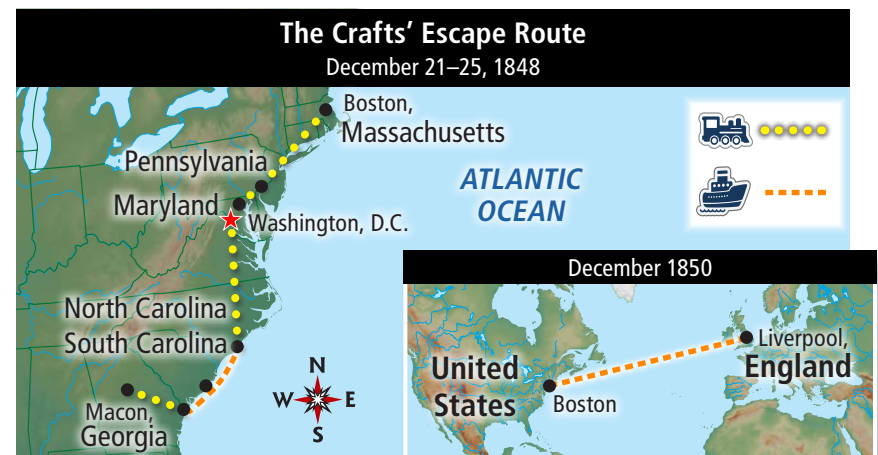 The Crafts’ Escape Route
December 21–25, 1848
Boston,
Massachusetts
Pennsylvania
Maryland
Washington, D.C.
ATLANTIC
OCEAN
North Carolina
South Carolina
Macon,
Georgia
N
W
E
S
December 1850
United
States
Boston
Liverpool,
England